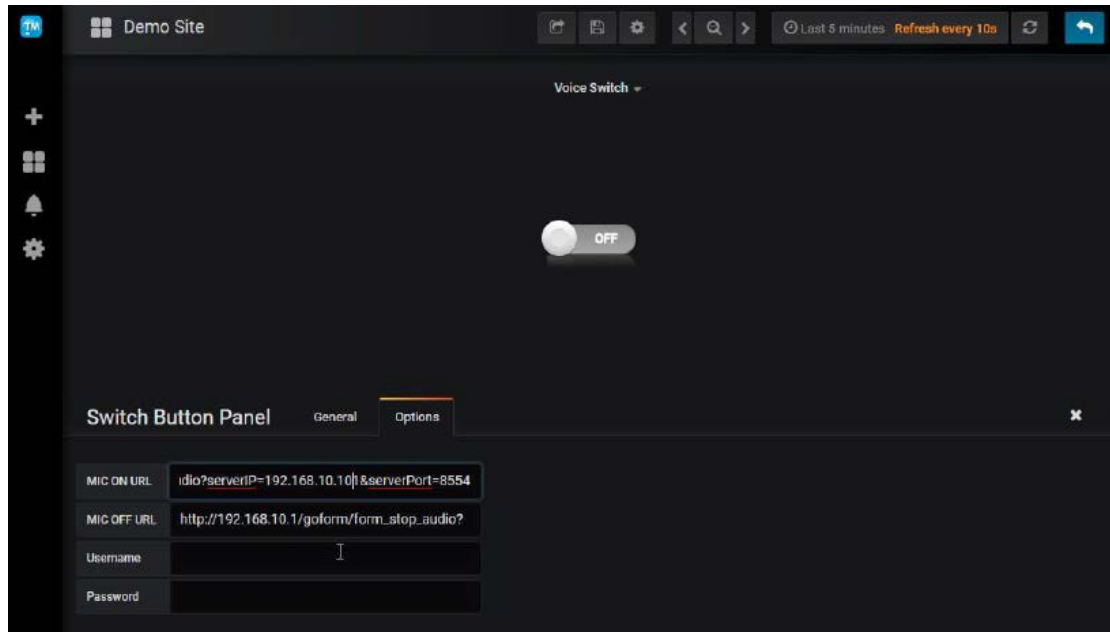 TM
Demo Site
Last 5 minutes Refresh every 10s
Voice Switch
OFF
Switch Button Panel General Options
MIC ON URL ıdio?serverIP=192.168.10.101&serverPort=8554
MIC OFF URL http://192.168.10.1/goform/form_stop_audio?
Username
Password